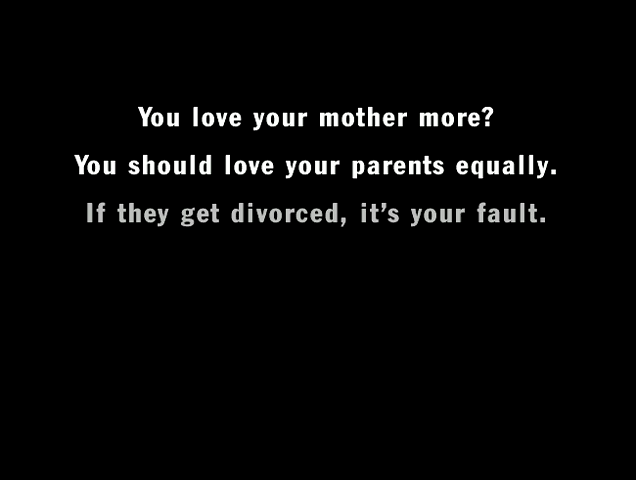 You love your mother more?
You should love your parents equally.
If they get divorced, it’s your fault.